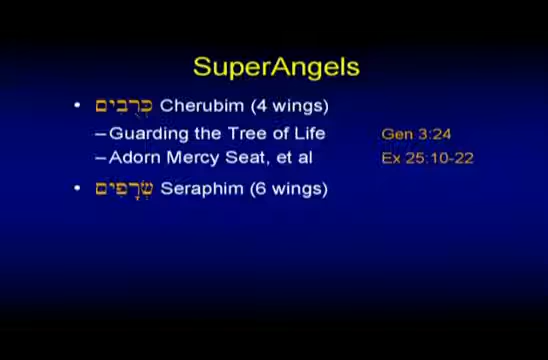 SuperAngels
• כְּרֻבִים Cherubim (4 wings)
–Guarding the Tree of Life Gen 3:24
–Adorn Mercy Seat, et al Ex 25:10-22
• שְׂרָפִים Seraphim (6 wings)